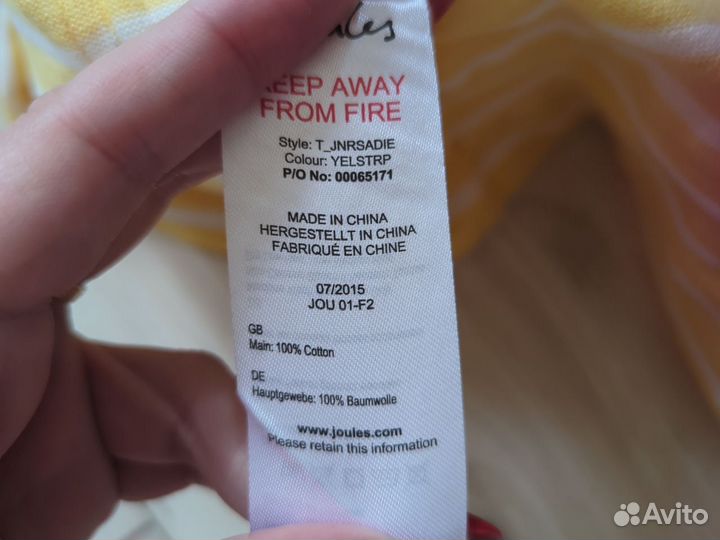 Joules
KEEP AWAY
FROM FIRE
Style: T_JNRSADIE
Colour: YELSTRP
P/O No: 00065171
MADE IN CHINA
HERGESTELLT IN CHINA
FABRIQUÉ EN CHINE
07/2015
JOU 01-F2
GB
Main: 100% Cotton
DE
Hauptgewebe: 100% Baumwolle
www.joules.com
Please retain this information
Avito